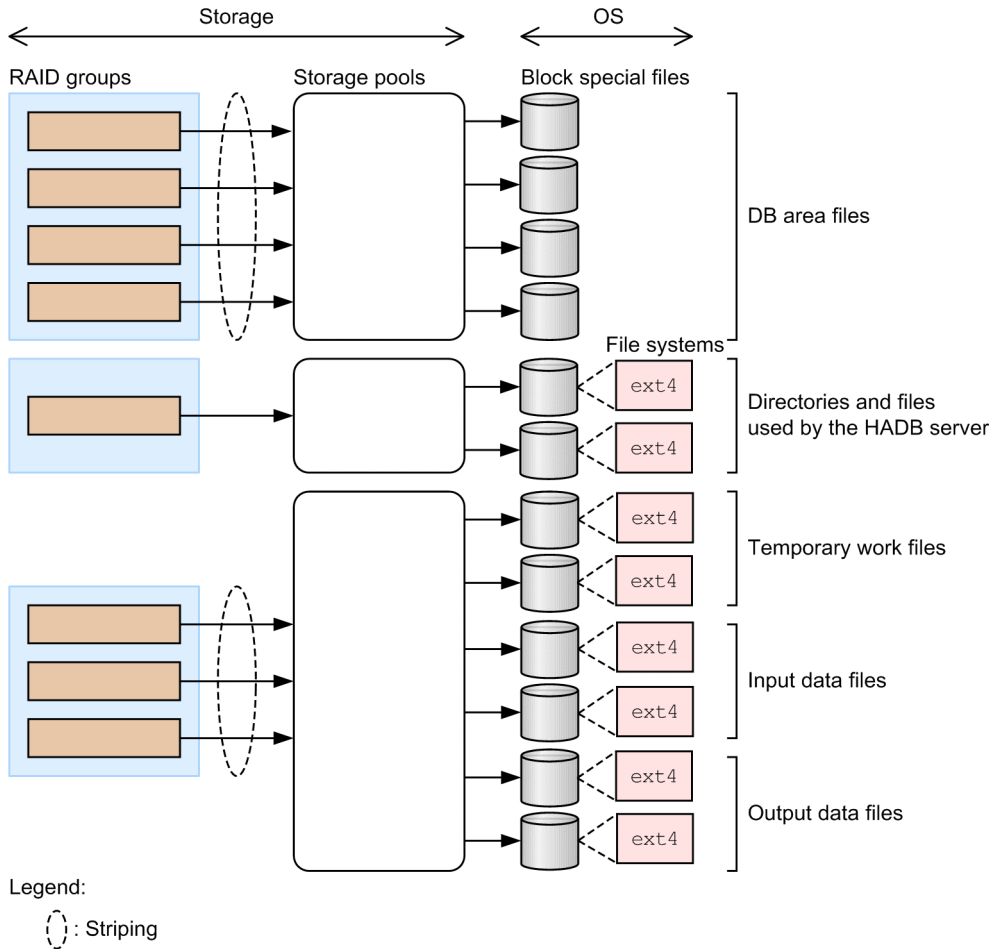 Storage
OS
RAID groups
Storage pools
Block special files
DB area files
File systems
ext4
ext4
Directories and files
used by the HADB server
ext4
ext4
Temporary work files
ext4
ext4
Input data files
ext4
ext4
Output data files
Legend:
: Striping